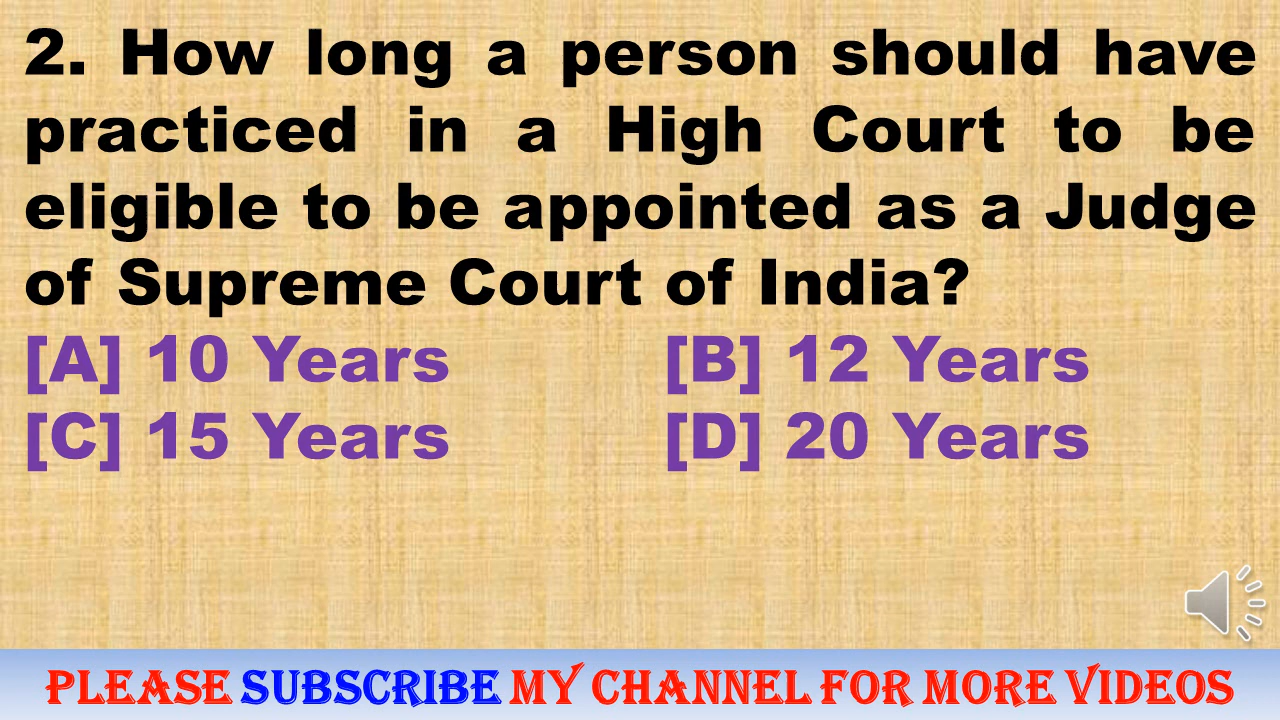 2. How long a person should have
practiced in a High Court to be
eligible to be appointed as a Judge
of Supreme Court of India?
[A] 10 Years [B] 12 Years
[C] 15 Years [D] 20 Years
PLEASE SUBSCRIBE MY CHANNEL FOR MORE VIDEOS